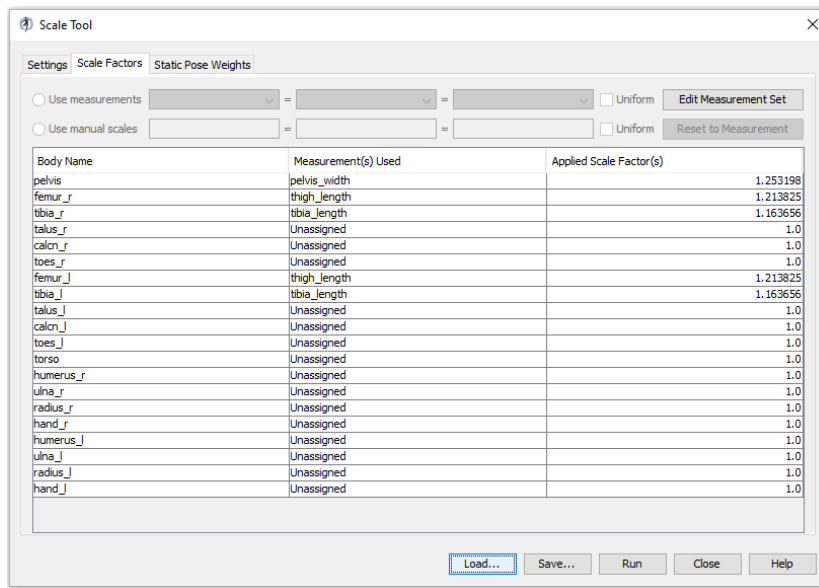 Scale Tool
Settings Scale Factors Static Pose Weights
Use measurements = = Uniform Edit Measurement Set
Use manual scales = = Uniform Reset to Measurement
Body Name Measurement(s) Used Applied Scale Factor(s)
pelvis pelvis_width 1.253198
femur_r thigh_length 1.213825
tibia_r tibia_length 1.163656
talus_r Unassigned 1.0
calcn_r Unassigned 1.0
toes_r Unassigned 1.0
femur_l thigh_length 1.213825
tibia_l tibia_length 1.163656
talus_l Unassigned 1.0
calcn_l Unassigned 1.0
toes_l Unassigned 1.0
torso Unassigned 1.0
humerus_r Unassigned 1.0
ulna_r Unassigned 1.0
radius_r Unassigned 1.0
hand_r Unassigned 1.0
humerus_l Unassigned 1.0
ulna_l Unassigned 1.0
radius_l Unassigned 1.0
hand_l Unassigned 1.0
Load... Save... Run Close Help